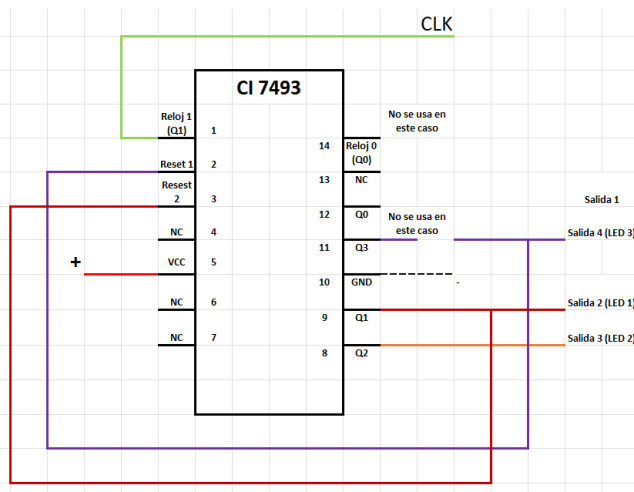 CLK
CI 7493
Reloj 1
(Q1)
1
Reset 1
2
Resest
2
3
NC
4
+
VCC
5
NC
6
NC
7
No se usa en
este caso
14
Reloj 0
(Q0)
13
NC
12
Q0
No se usa en
este caso
11
Q3
10
GND
-
9
Q1
8
Q2
Salida 1
Salida 4 (LED 3)
Salida 2 (LED 1)
Salida 3 (LED 2)